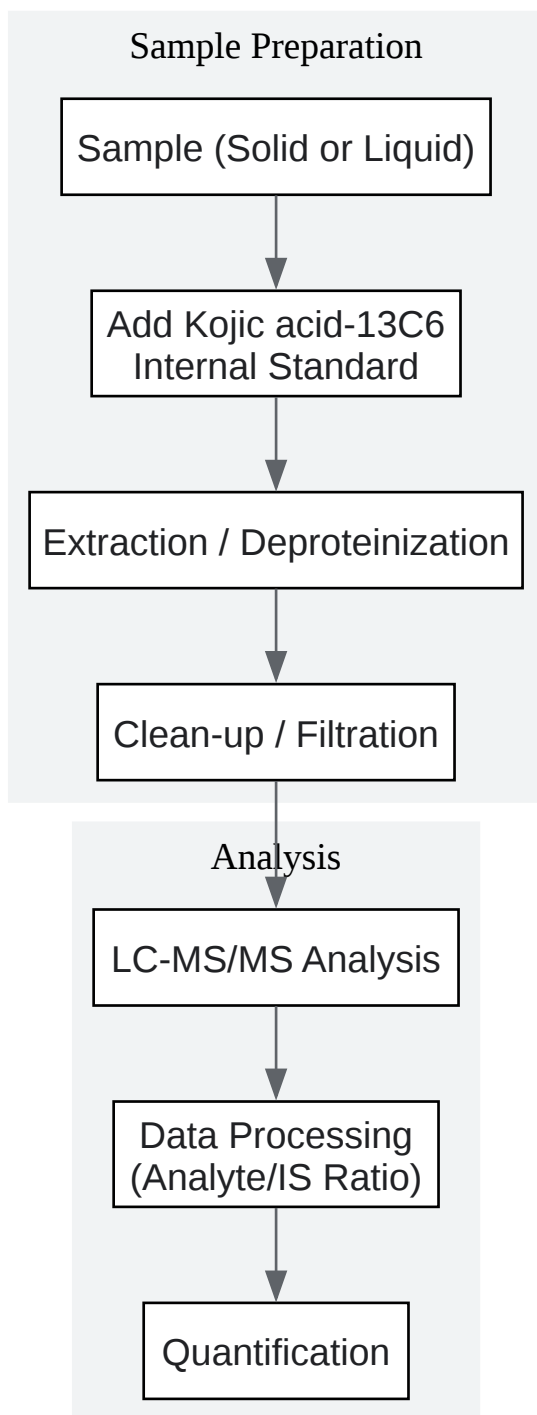 Sample Preparation
Sample (Solid or Liquid)
Add Kojic acid-13C6
Internal Standard
Extraction / Deproteinization
Clean-up / Filtration
Analysis
LC-MS/MS Analysis
Data Processing
(Analyte/IS Ratio)
Quantification